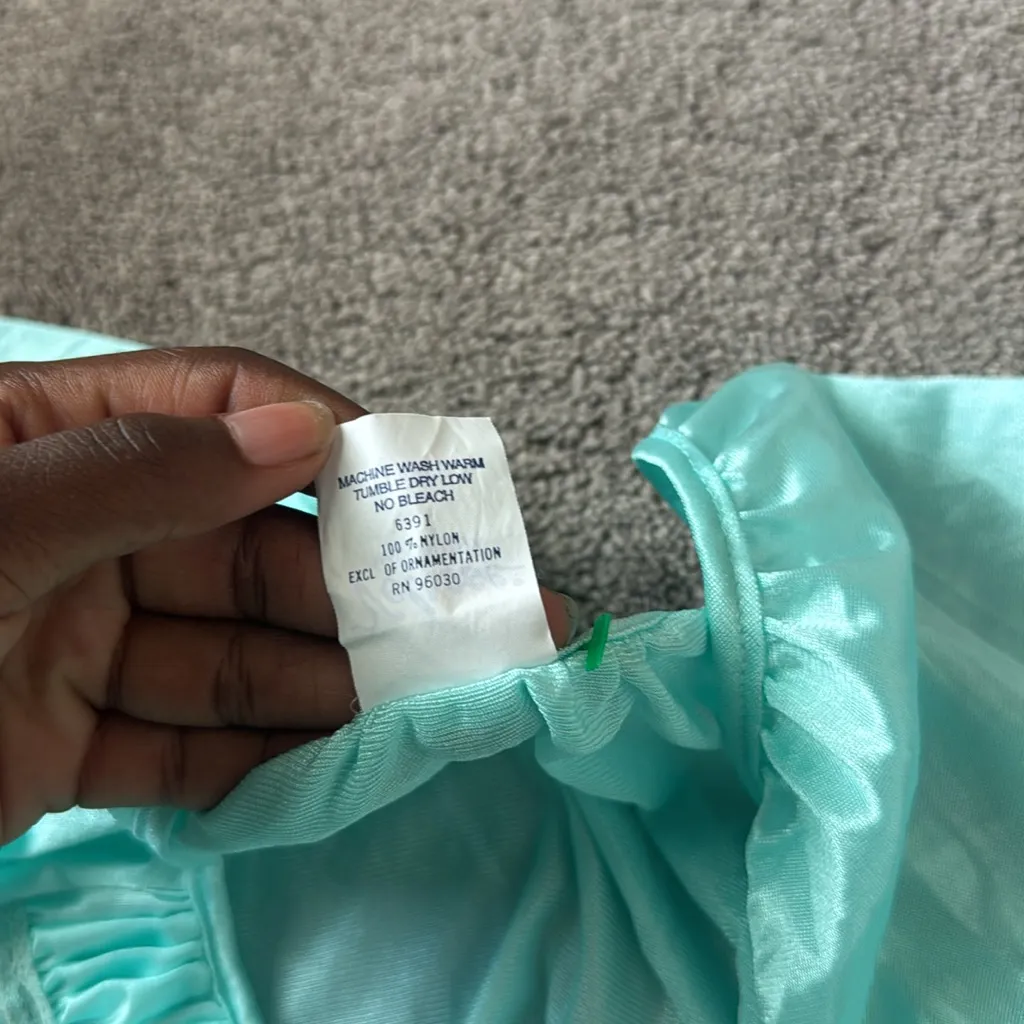 MACHINE WASH WARM
TUMBLE DRY LOW
NO BLEACH
6391
100 % NYLON
EXCL OF ORNAMENTATION
RN 96030